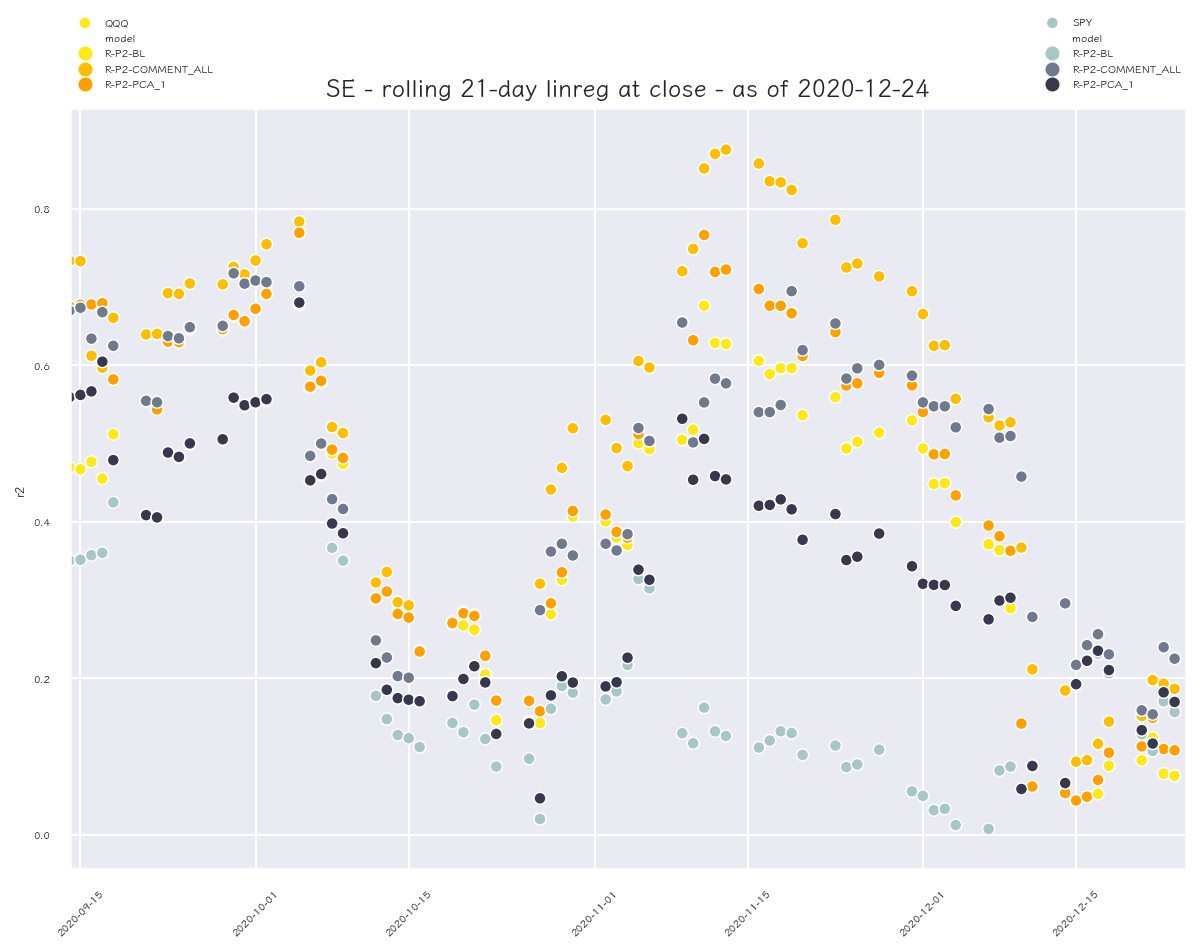 QQQ
model
R-P2-BL
R-P2-COMMENT_ALL
R-P2-PCA_1
SPY
model
R-P2-BL
R-P2-COMMENT_ALL
R-P2-PCA_1
SE - rolling 21-day linreg at close - as of 2020-12-24
r2
0.8
0.6
0.4
0.2
0.0
2020-09-15
2020-10-01
2020-10-15
2020-11-01
2020-11-15
2020-12-01
2020-12-15